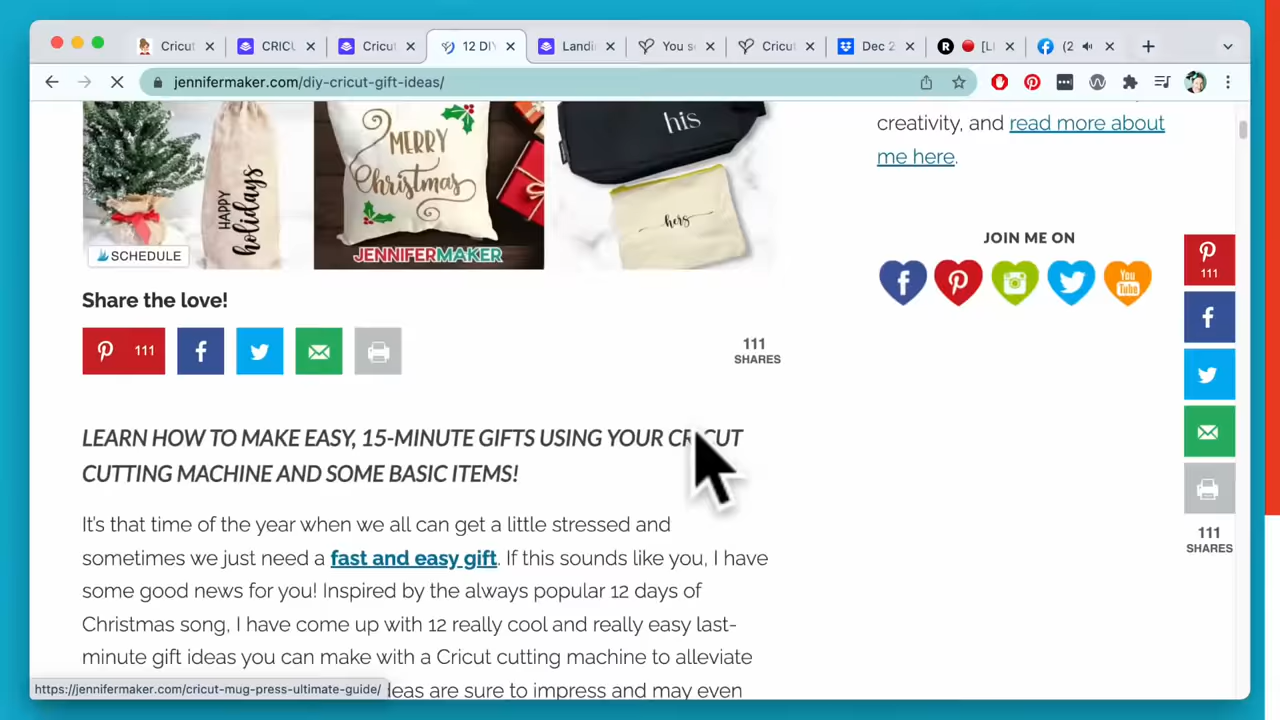 Cricut
CRICU
Cricut
12 DIY
Landi
You s
Cricut
Dec 2
[LI
(2
jennifermaker.com/diy-cricut-gift-ideas/
HAPPY
holidays
MERRY
Christmas
JENNIFERMAKER
his
hers
SCHEDULE
creativity, and read more about
me here.
JOIN ME ON
You
Tube
Share the love!
111
111
SHARES
111
111
SHARES
LEARN HOW TO MAKE EASY, 15-MINUTE GIFTS USING YOUR CRICUT
CUTTING MACHINE AND SOME BASIC ITEMS!
It's that time of the year when we all can get a little stressed and
sometimes we just need a fast and easy gift. If this sounds like you, I have
some good news for you! Inspired by the always popular 12 days of
Christmas song, I have come up with 12 really cool and really easy last-
minute gift ideas you can make with a Cricut cutting machine to alleviate
deas are sure to impress and may even
https://jennifermaker.com/cricut-mug-press-ultimate-guide/